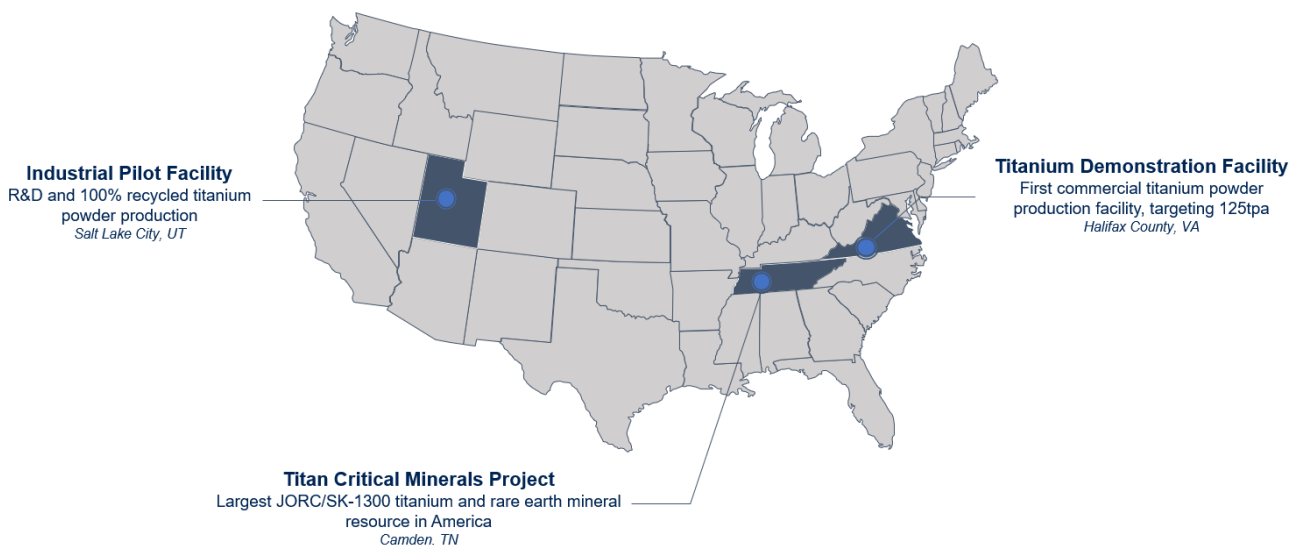 Industrial Pilot Facility
R&D and 100% recycled titanium
powder production
Salt Lake City, UT
Titanium Demonstration Facility
First commercial titanium powder
production facility, targeting 125tpa
Halifax County, VA
Titan Critical Minerals Project
Largest JORC/SK-1300 titanium and rare earth mineral
resource in America
Camden, TN